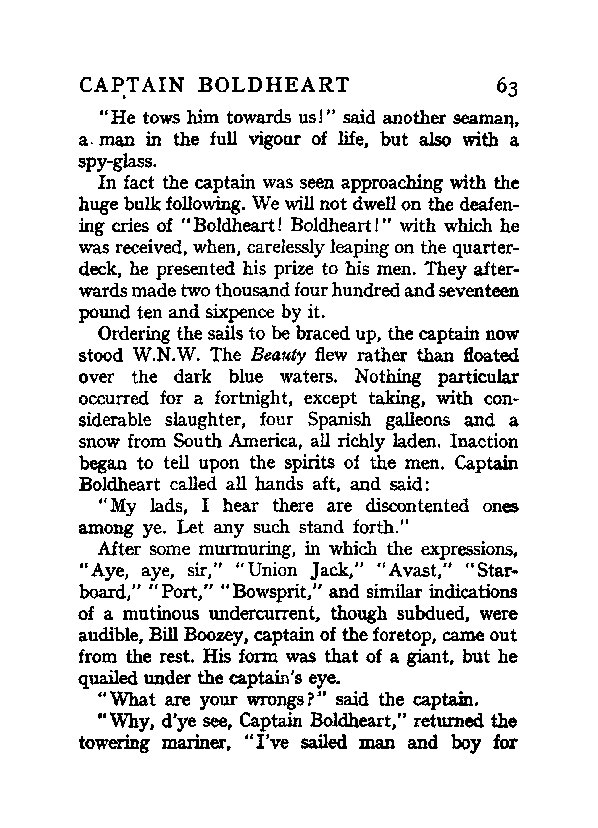 CAPTAIN BOLDHEART 63
"He tows him towards us!" said another seaman,
a man in the full vigour of life, but also with a
spy-glass.
In fact the captain was seen approaching with the
huge bulk following. We will not dwell on the deafen-
ing cries of "Boldheart! Boldheart!" with which he
was received, when, carelessly leaping on the quarter-
deck, he presented his prize to his men. They after-
wards made two thousand four hundred and seventeen
pound ten and sixpence by it.
Ordering the sails to be braced up, the captain now
stood W.N.W. The Beauty flew rather than floated
over the dark blue waters. Nothing particular
occurred for a fortnight, except taking, with con-
siderable slaughter, four Spanish galleons and a
snow from South America, all richly laden. Inaction
began to tell upon the spirits of the men. Captain
Boldheart called all hands aft, and said:
"My lads, I hear there are discontented ones
among ye. Let any such stand forth."
After some murmuring, in which the expressions,
"Aye, aye, sir," "Union Jack," "Avast," "Star-
board," "Port," "Bowsprit," and similar indications
of a mutinous undercurrent, though subdued, were
audible, Bill Boozey, captain of the foretop, came out
from the rest. His form was that of a giant, but he
quailed under the captain's eye.
"What are your wrongs?" said the captain.
"Why, d'ye see, Captain Boldheart," returned the
towering mariner, "I've sailed man and boy for